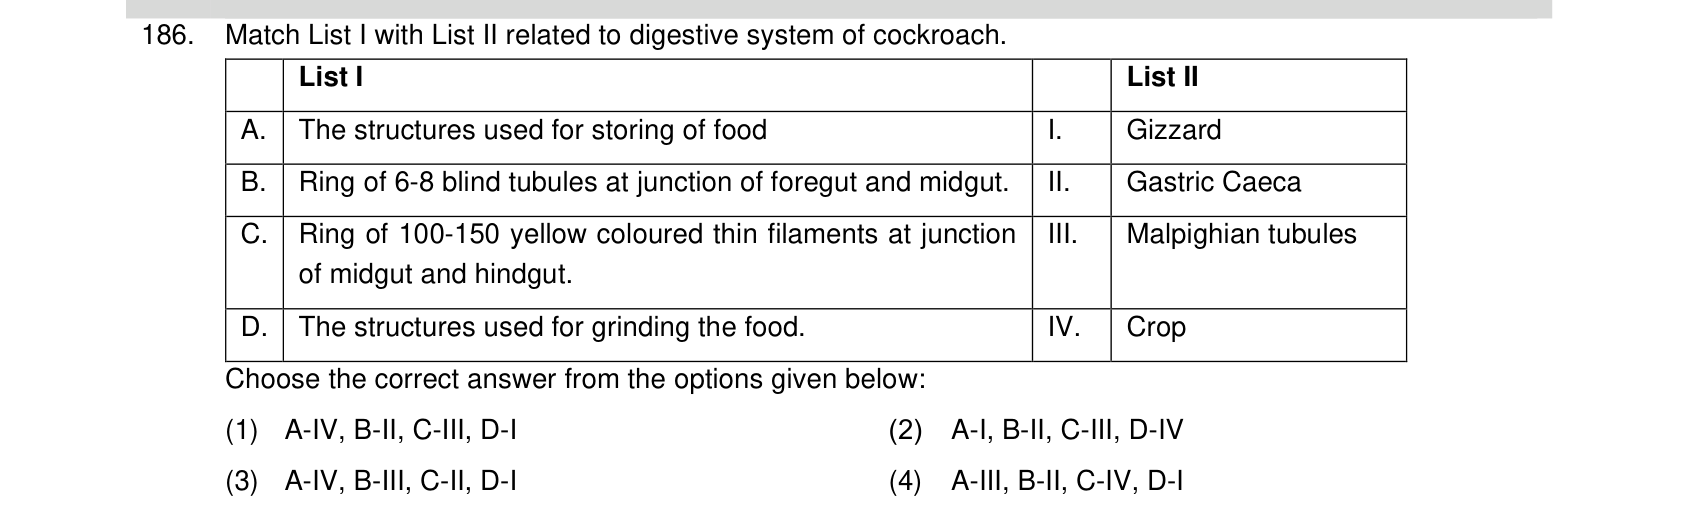 186. Match List I with List II related to digestive system of cockroach.
List I List II
A. The structures used for storing of food I. Gizzard
B. Ring of 6-8 blind tubules at junction of foregut and midgut. II. Gastric Caeca
C. Ring of 100-150 yellow coloured thin filaments at junction III. Malpighian tubules
of midgut and hindgut.
D. The structures used for grinding the food. IV. Crop
Choose the correct answer from the options given below:
(1) A-IV, B-II, C-III, D-I (2) A-I, B-II, C-III, D-IV
(3) A-IV, B-III, C-II, D-I (4) A-III, B-II, C-IV, D-I